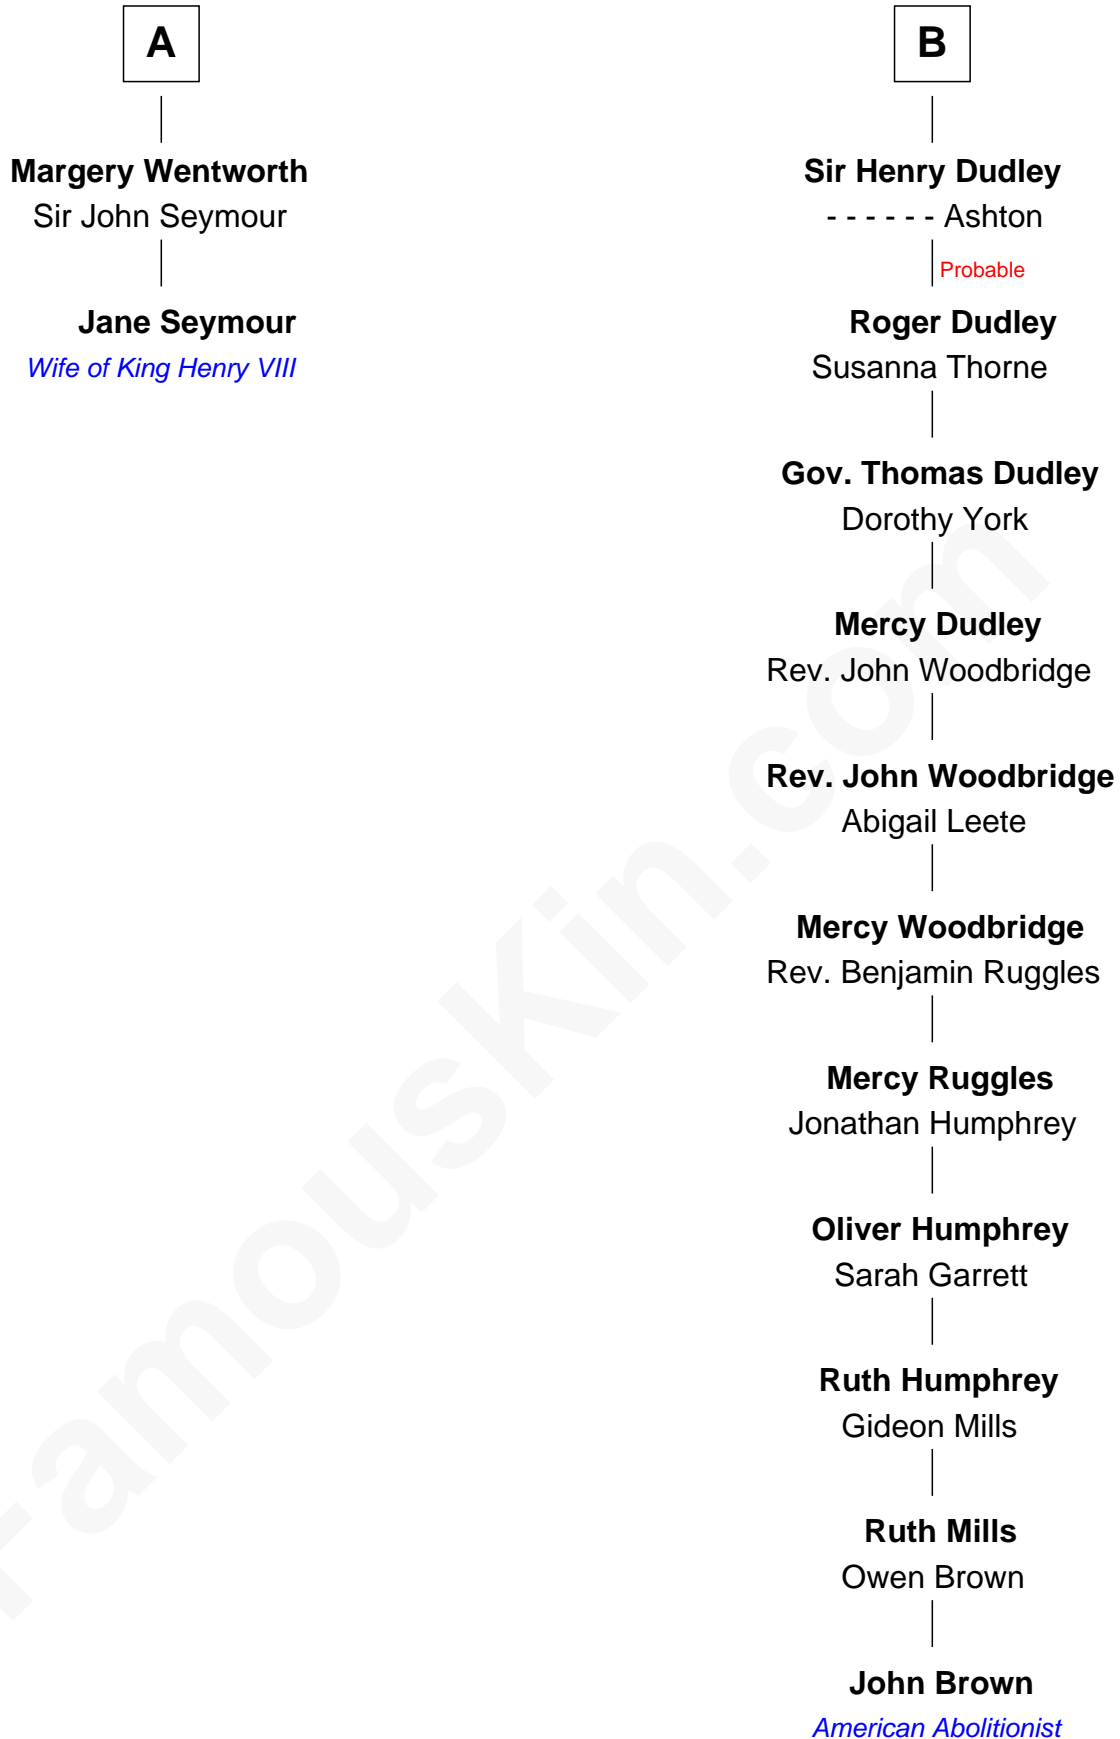 A
Margery Wentworth
Sir John Seymour
Jane Seymour
Wife of King Henry VIII
B
Sir Henry Dudley
- - - - - - Ashton
Probable
Roger Dudley
Susanna Thorne
Gov. Thomas Dudley
Dorothy York
Mercy Dudley
Rev. John Woodbridge
Rev. John Woodbridge
Abigail Leete
Mercy Woodbridge
Rev. Benjamin Ruggles
Mercy Ruggles
Jonathan Humphrey
Oliver Humphrey
Sarah Garrett
Ruth Humphrey
Gideon Mills
Ruth Mills
Owen Brown
John Brown
American Abolitionist
FamousKin.com